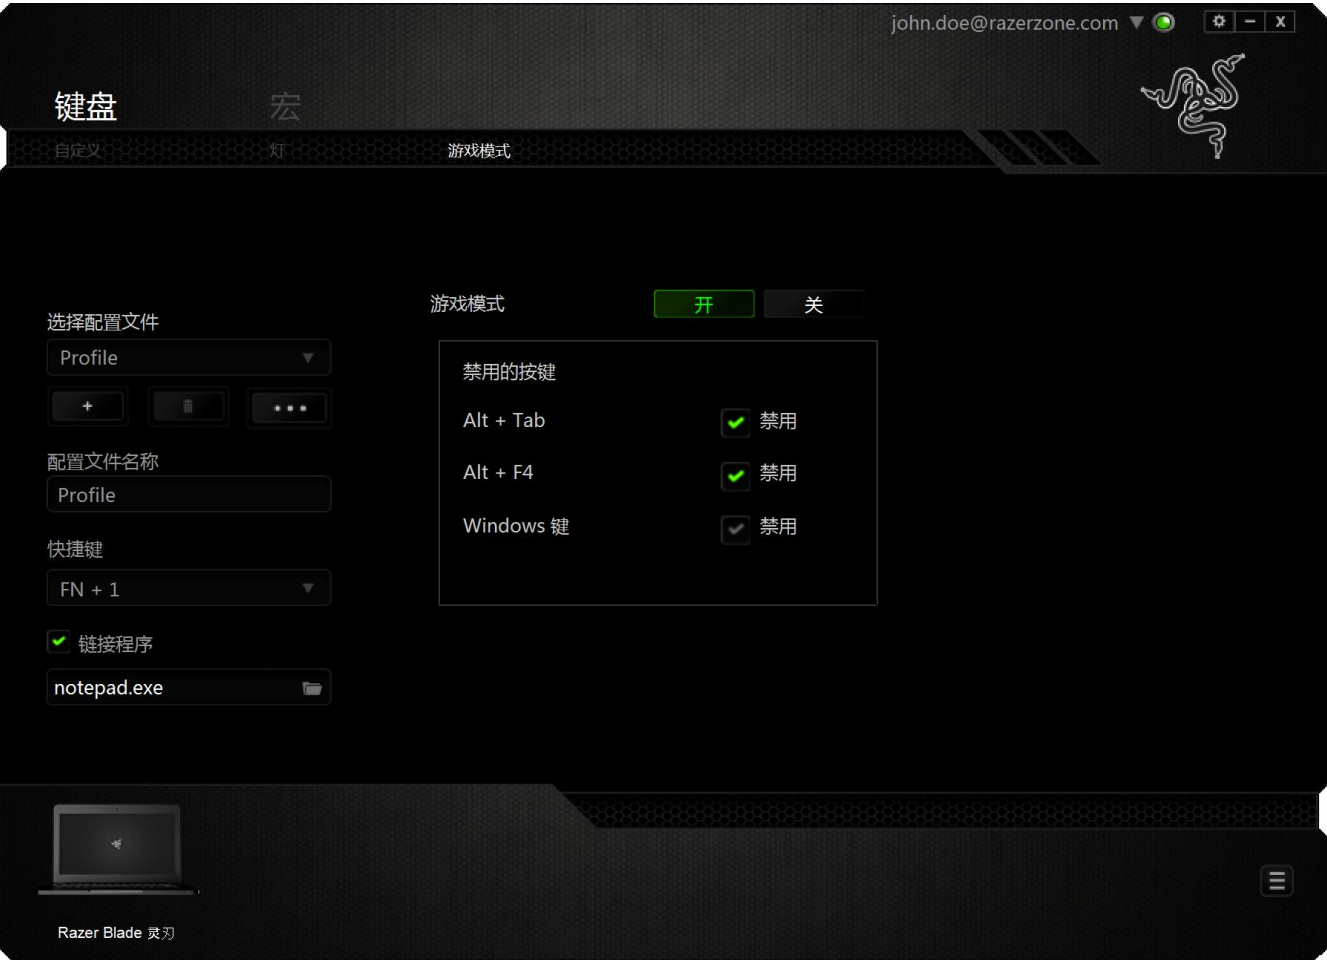 john.doe@razerzone.com
键盘
宏
自定义
灯
游戏模式
选择配置文件
Profile
+
配置文件名称
Profile
快捷键
FN + 1
链接程序
notepad.exe
游戏模式
开
关
禁用的按键
Alt + Tab
禁用
Alt + F4
禁用
Windows 键
禁用
Razer Blade 灵刃